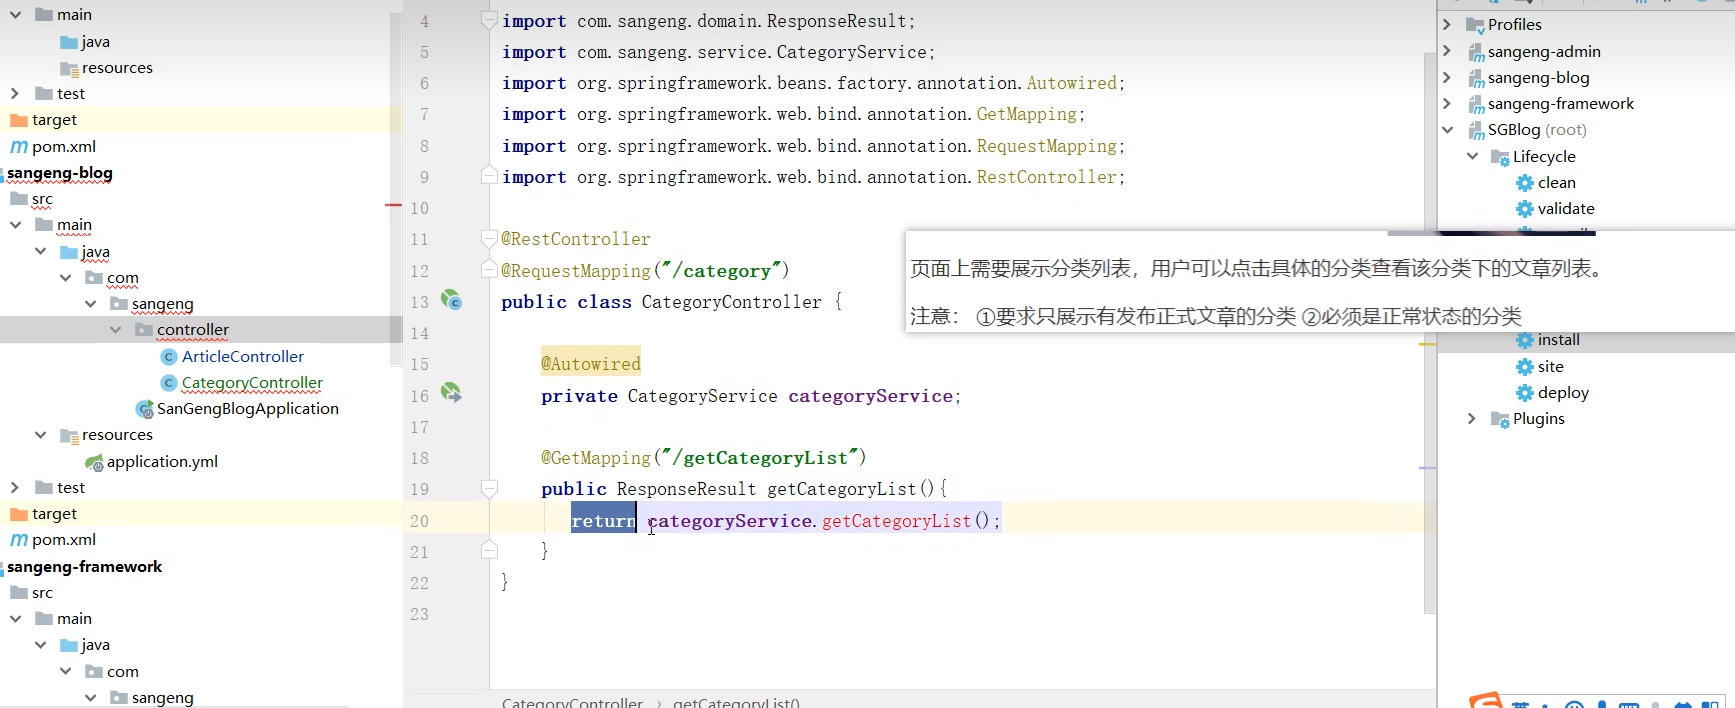 main
java
resources
test
target
pom.xml
sangeng-blog
src
main
java
com
sangeng
controller
ArticleController
CategoryController
SanGengBlogApplication
resources
application.yml
test
target
pom.xml
sangeng-framework
src
main
java
com
sangeng
4 import com.sangeng.domain.ResponseResult;
5 import com.sangeng.service.CategoryService;
6 import org.springframework.beans.factory.annotation.Autowired;
7 import org.springframework.web.bind.annotation.GetMapping;
8 import org.springframework.web.bind.annotation.RequestMapping;
9 import org.springframework.web.bind.annotation.RestController;
10
11 @RestController
12 @RequestMapping("/category")
13 public class CategoryController {
14
15 @Autowired
16 private CategoryService categoryService;
17
18 @GetMapping("/getCategoryList")
19 public ResponseResult getCategoryList(){
20 return categoryService.getCategoryList();
21 }
22 }
23
CategoryController › getCategoryList()
页面上需要展示分类列表，用户可以点击具体的分类查看该分类下的文章列表。
注意： ①要求只展示有发布正式文章的分类 ②必须是正常状态的分类
Profiles
sangeng-admin
sangeng-blog
sangeng-framework
SGBlog (root)
Lifecycle
clean
validate
install
site
deploy
Plugins
英